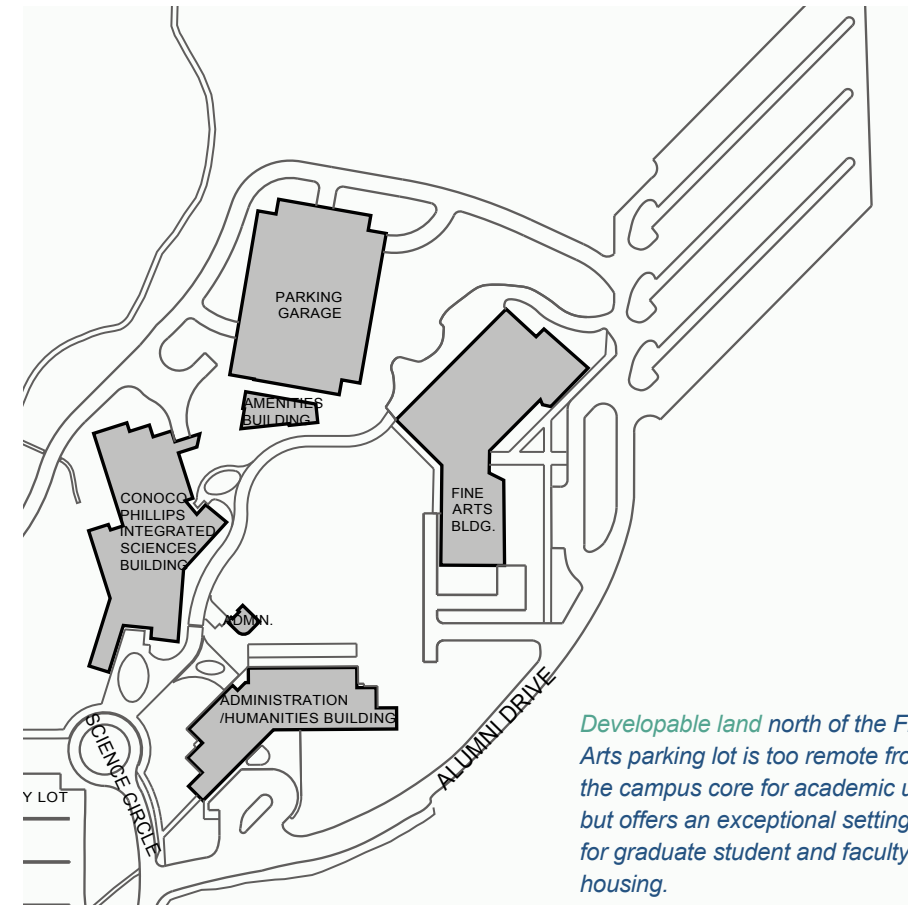 PARKING
GARAGE
AMENITIES
BUILDING
CONOCO
PHILLIPS
INTEGRATED
SCIENCES
BUILDING
FINE
ARTS
BLDG.
ADMIN.
ADMINISTRATION
/HUMANITIES BUILDING
SCIENCE CIRCLE
ALUMNI DRIVE
Y LOT
Developable land north of the
Arts parking lot is too remote
the campus core for academic
but offers an exceptional setting
for graduate student and faculty
housing.